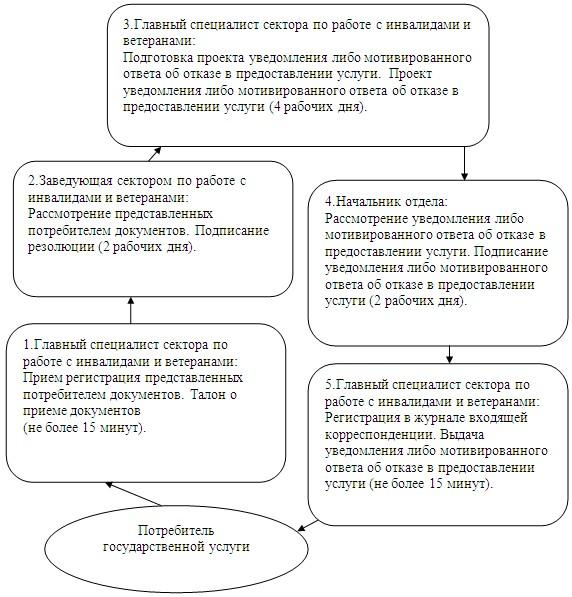 3.Главный специалист сектора по работе с инвалидами и
ветеранами:
Подготовка проекта уведомления либо мотивированного
ответа об отказе в предоставлении услуги. Проект
уведомления либо мотивированного ответа об отказе в
предоставлении услуги (4 рабочих дня).
2.Заведующая сектором по работе с
инвалидами и ветеранами:
Рассмотрение представленных
потребителем документов. Подписание
резолюции (2 рабочих дня).
4.Начальник отдела:
Рассмотрение уведомления либо
мотивированного ответа об отказе в
предоставлении услуги. Подписание
уведомления либо мотивированного
ответа об отказе в предоставлении
услуги (2 рабочих дня).
1.Главный специалист сектора по
работе с инвалидами и ветеранами:
Прием регистрация представленных
потребителем документов. Талон о
приеме документов
(не более 15 минут).
5.Главный специалист сектора по
работе с инвалидами и ветеранами:
Регистрация в журнале входящей
корреспонденции. Выдача
уведомления либо мотивированного
ответа об отказе в предоставлении
услуги (не более 15 минут).
Потребитель
государственной услуги